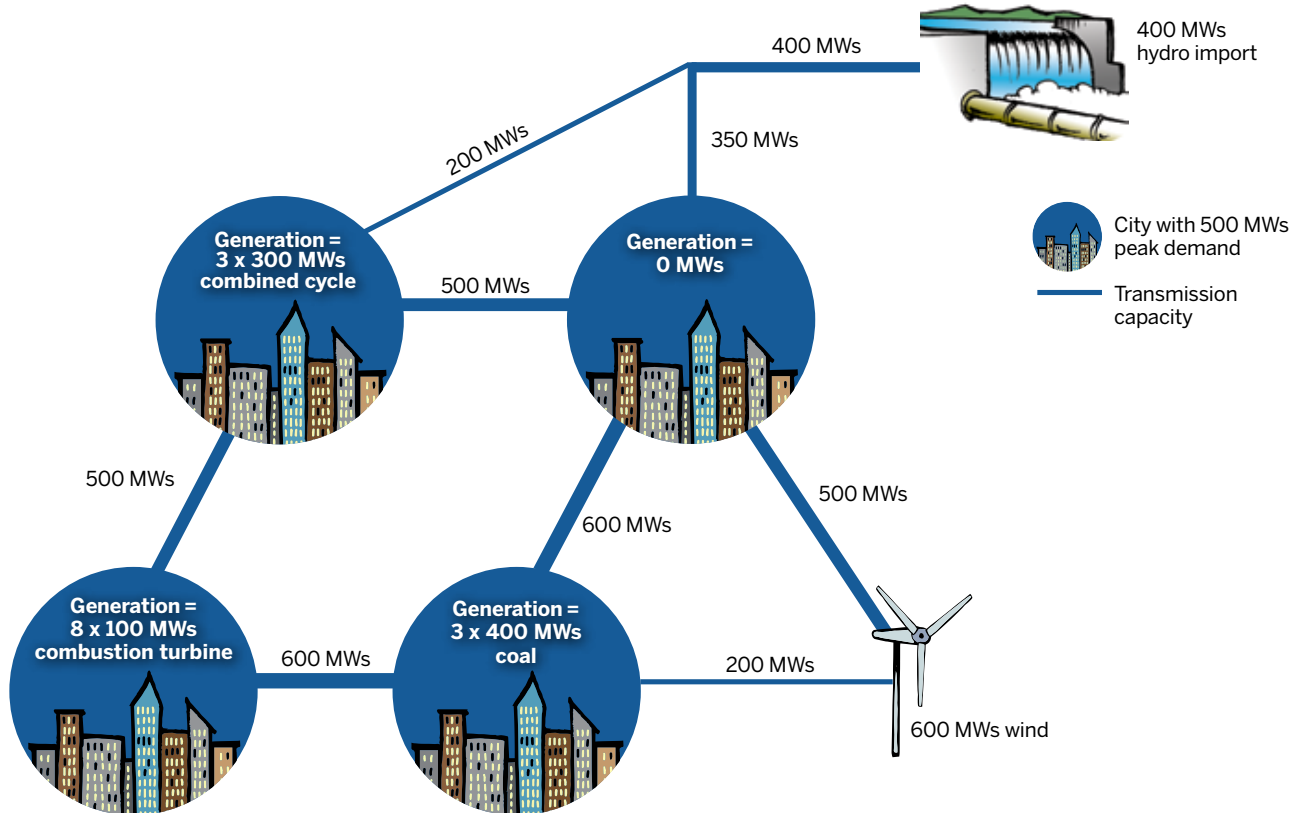 400 MWs
400 MWs
hydro import
200 MWs
350 MWs
Generation =
3 x 300 MWs
combined cycle
Generation =
0 MWs
City with 500 MWs
peak demand
500 MWs
Transmission
capacity
500 MWs
500 MWs
600 MWs
Generation =
8 x 100 MWs
combustion turbine
Generation =
3 x 400 MWs
coal
600 MWs
200 MWs
600 MWs wind